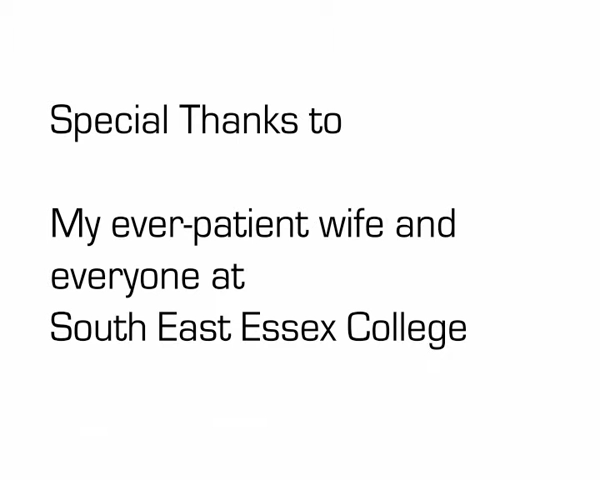 Special Thanks to
My ever-patient wife and
everyone at
South East Essex College